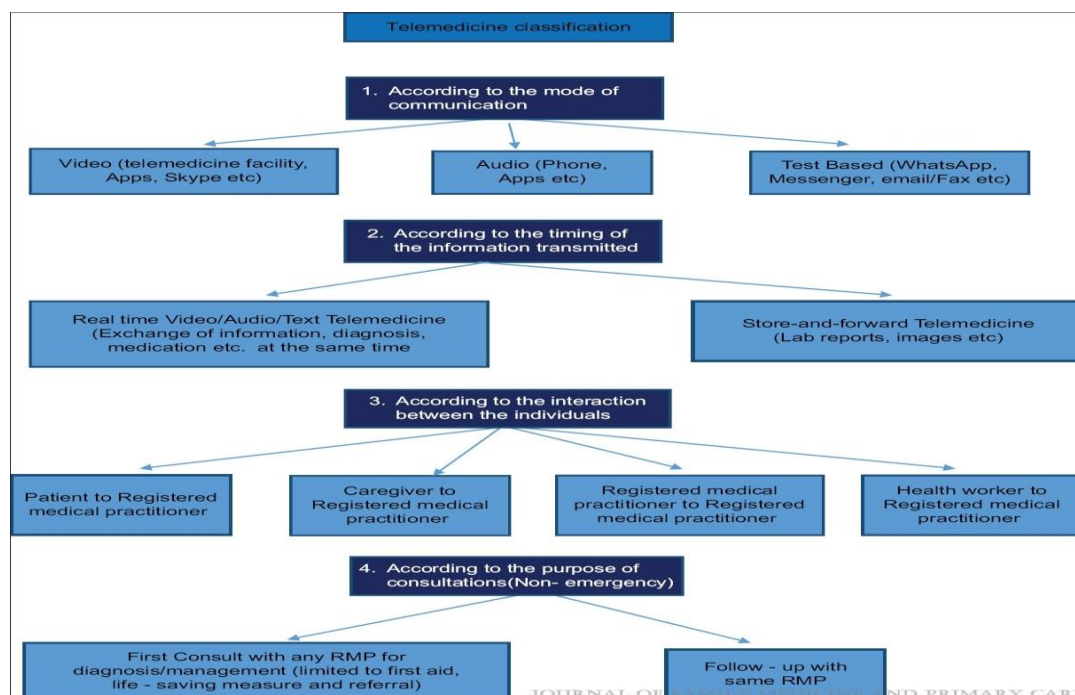 Telemedicine classification
1. According to the mode of
communication
Video (telemedicine facility,
Apps, Skype etc)
Audio (Phone,
Apps etc)
Test Based (WhatsApp,
Messenger, email/Fax etc)
2. According to the timing of
the information transmitted
Real time Video/Audio/Text Telemedicine
(Exchange of information, diagnosis,
medication etc. at the same time
Store-and-forward Telemedicine
(Lab reports, images etc)
3. According to the interaction
between the individuals
Patient to Registered
medical practitioner
Caregiver to
Registered medical
practitioner
Registered medical
practitioner to Registered
medical practitioner
Health worker to
Registered medical
practitioner
4. According to the purpose of
consultations(Non- emergency)
First Consult with any RMP for
diagnosis/management (limited to first aid,
life - saving measure and referral)
Follow - up with
same RMP
JOURNAL OF FAMILY MEDICINE AND PRIMARY CARE